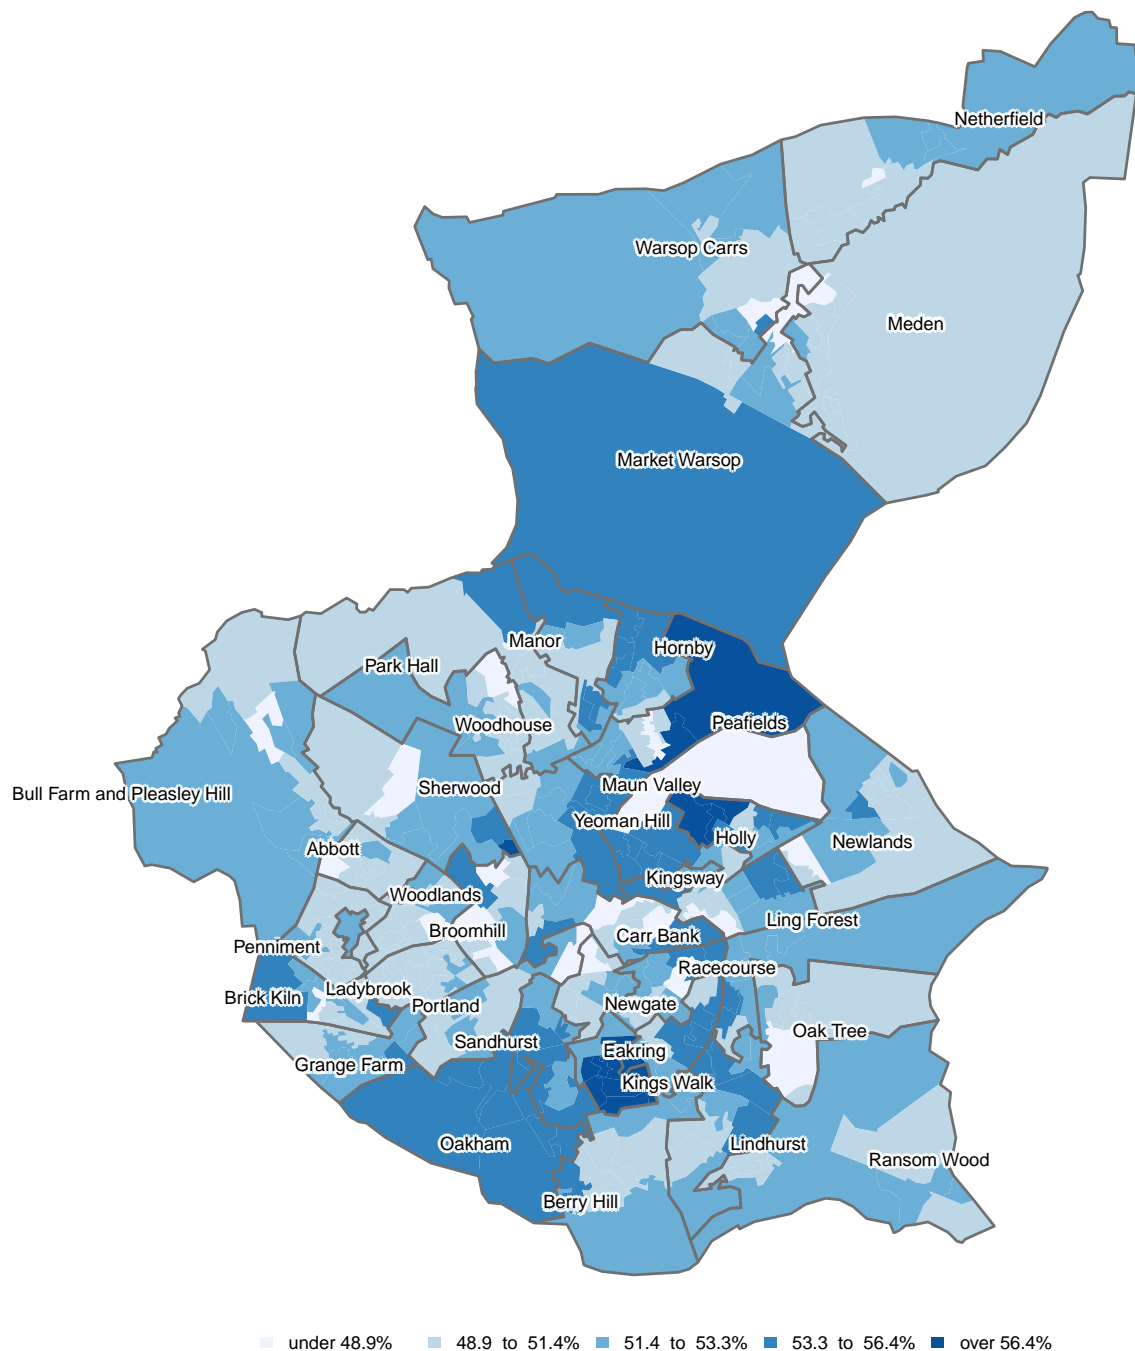 Netherfield
Warsop Carrs
Meden
Market Warsop
Manor
Hornby
Park Hall
Woodhouse
Peafields
Sherwood
Maun Valley
Bull Farm and Pleasley Hill
Yeoman Hill
Holly
Newlands
Abbott
Kingsway
Woodlands
Ling Forest
Broomhill
Carr Bank
Penniment
Racecourse
Ladybrook
Brick Kiln
Portland
Newgate
Oak Tree
Sandhurst
Eakring
Grange Farm
Kings Walk
Oakham
Lindhurst
Ransom Wood
Berry Hill
under 48.9% 48.9 to 51.4% 51.4 to 53.3% 53.3 to 56.4% over 56.4%